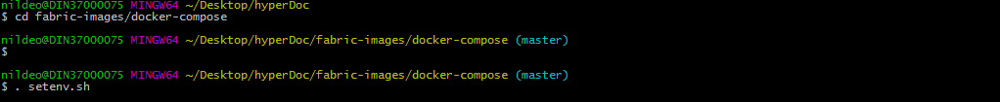 nildeo@DIN37000075 MINGW64 ~/Desktop/hyperDoc
$ cd fabric-images/docker-compose
nildeo@DIN37000075 MINGW64 ~/Desktop/hyperDoc/fabric-images/docker-compose (master)
$
nildeo@DIN37000075 MINGW64 ~/Desktop/hyperDoc/fabric-images/docker-compose (master)
$ . setenv.sh